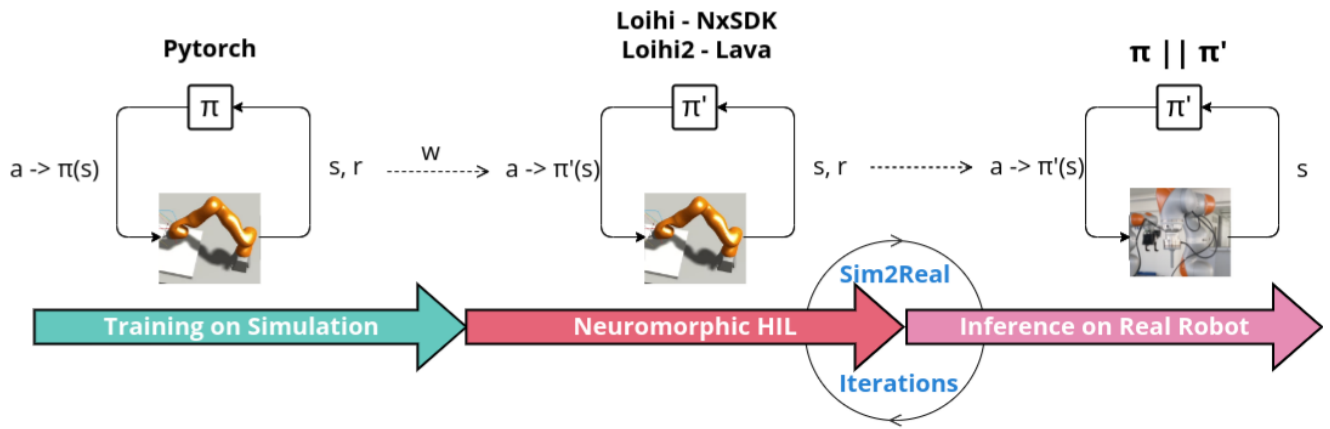 Pytorch
π
a -> π(s)
s, r
w
Training on Simulation
Loihi - NxSDK
Loihi2 - Lava
π'
a -> π'(s)
s, r
Neuromorphic HIL
Sim2Real
Iterations
π || π'
π'
a -> π'(s)
s
Inference on Real Robot